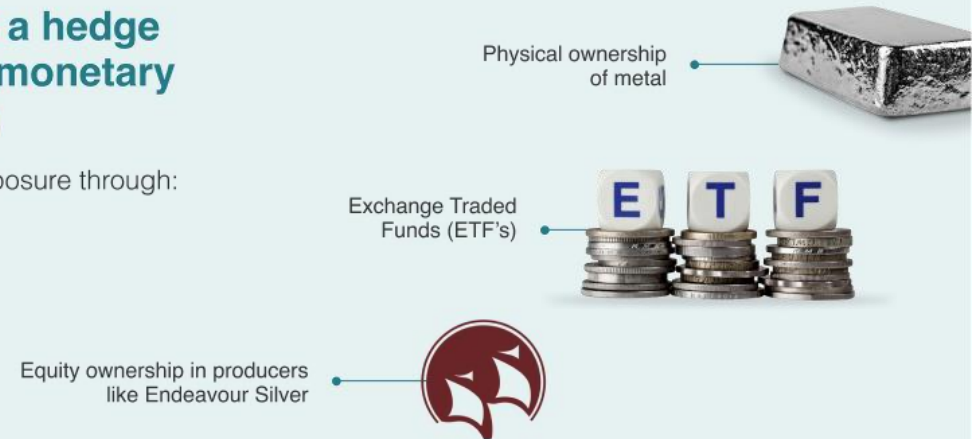 a hedge
monetary
posure through:
Physical ownership
of metal
Exchange Traded
Funds (ETF's)
E T F
Equity ownership in producers
like Endeavour Silver